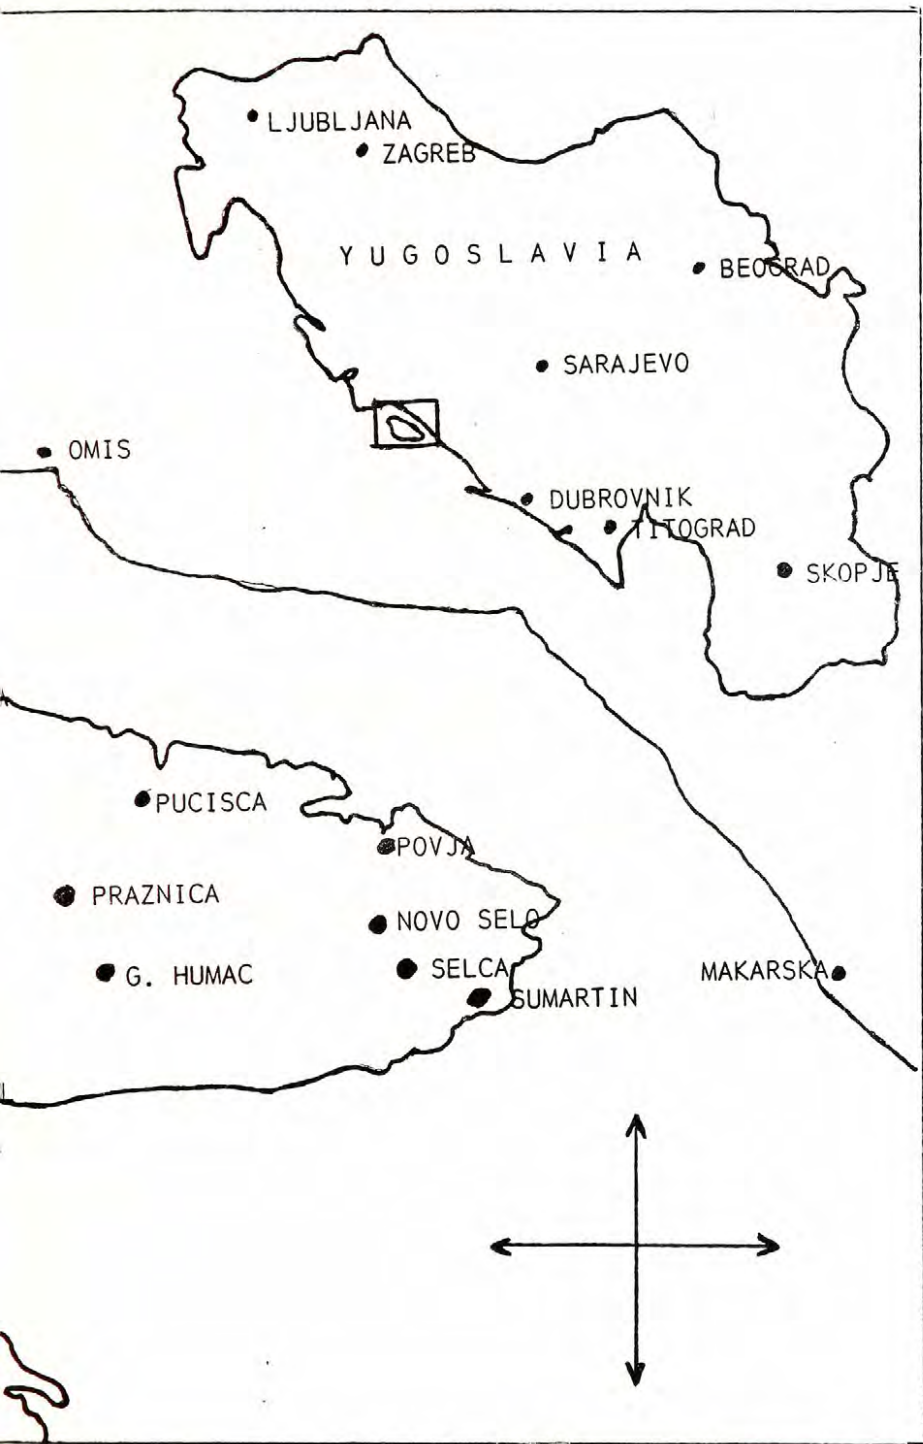 LJUBLJANA
ZAGREB
YUGOSLAVIA
BEOGRAD
SARAJEVO
OMIS
DUBROVNIK
TITOGRAD
SKOPJE
PUCISCA
POVJA
PRAZNICA
NOVO SELO
SELCA
MAKARSKA
G. HUMAC
SUMARTIN